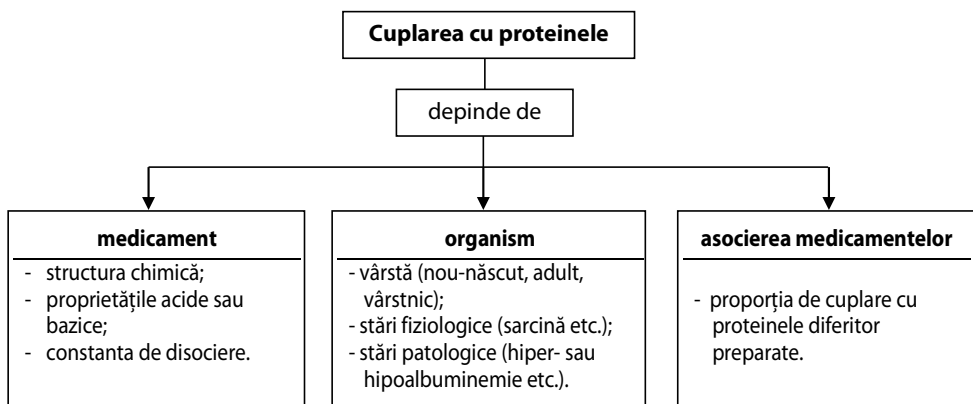 Cuplarea cu proteinele
depinde de
medicament
- structura chimică;
- proprietățile acide sau
bazice;
- constanta de disociere.
organism
- vârstă (nou-născut, adult,
vârstnic);
- stări fiziologice (sarcină etc.);
- stări patologice (hiper- sau
hipoalbuminemie etc.).
asocierea medicamentelor
- proporția de cuplare cu
proteinele diferitor
preparate.